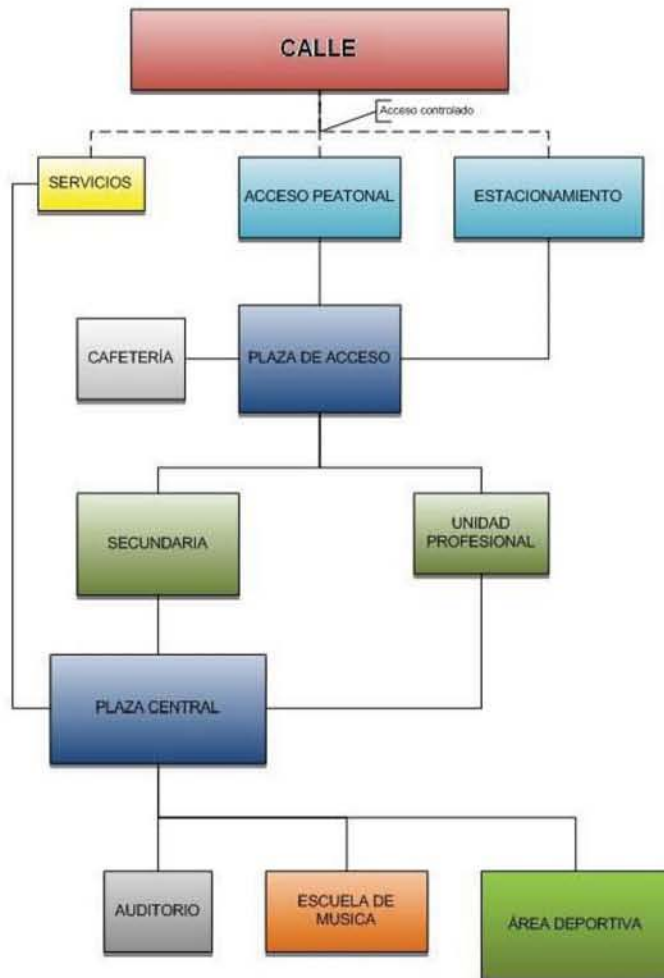 CALLE
Acceso controlado
SERVICIOS
ACCESO PEATONAL
ESTACIONAMIENTO
CAFETERÍA
PLAZA DE ACCESO
SECUNDARIA
UNIDAD
PROFESIONAL
PLAZA CENTRAL
AUDITORIO
ESCUELA DE
MUSICA
ÁREA DEPORTIVA